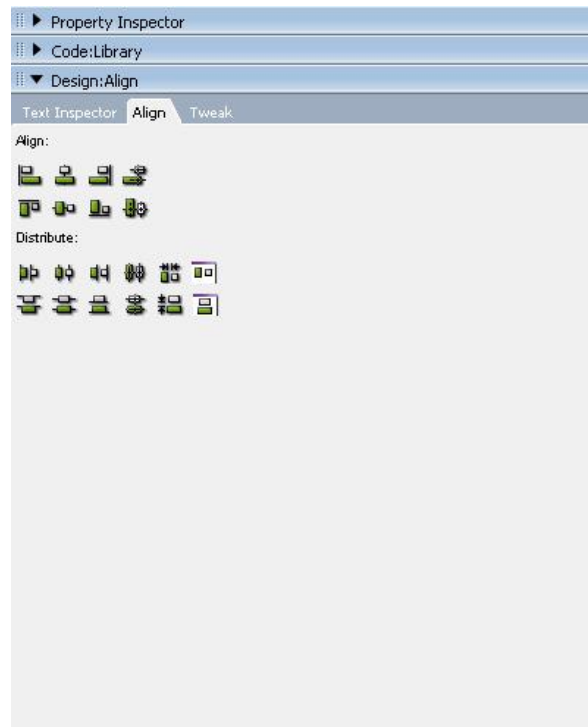 Property Inspector
Code:Library
Design:Align
Text Inspector Align Tweak
Align:
Distribute: